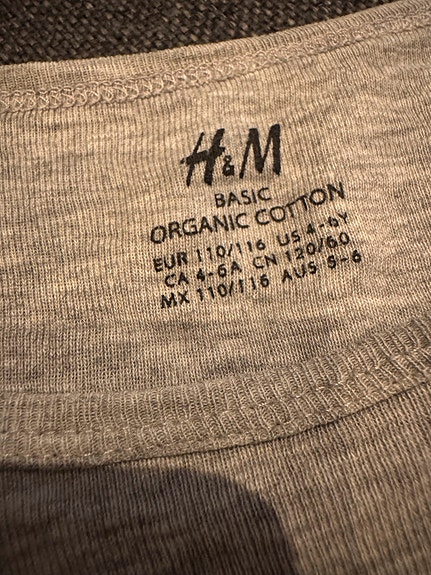 H&M
BASIC
ORGANIC COTTON
EUR 110/116 US 4-6Y
CA 4-6A CN 120/60
MX 110/116 AUS 5-6